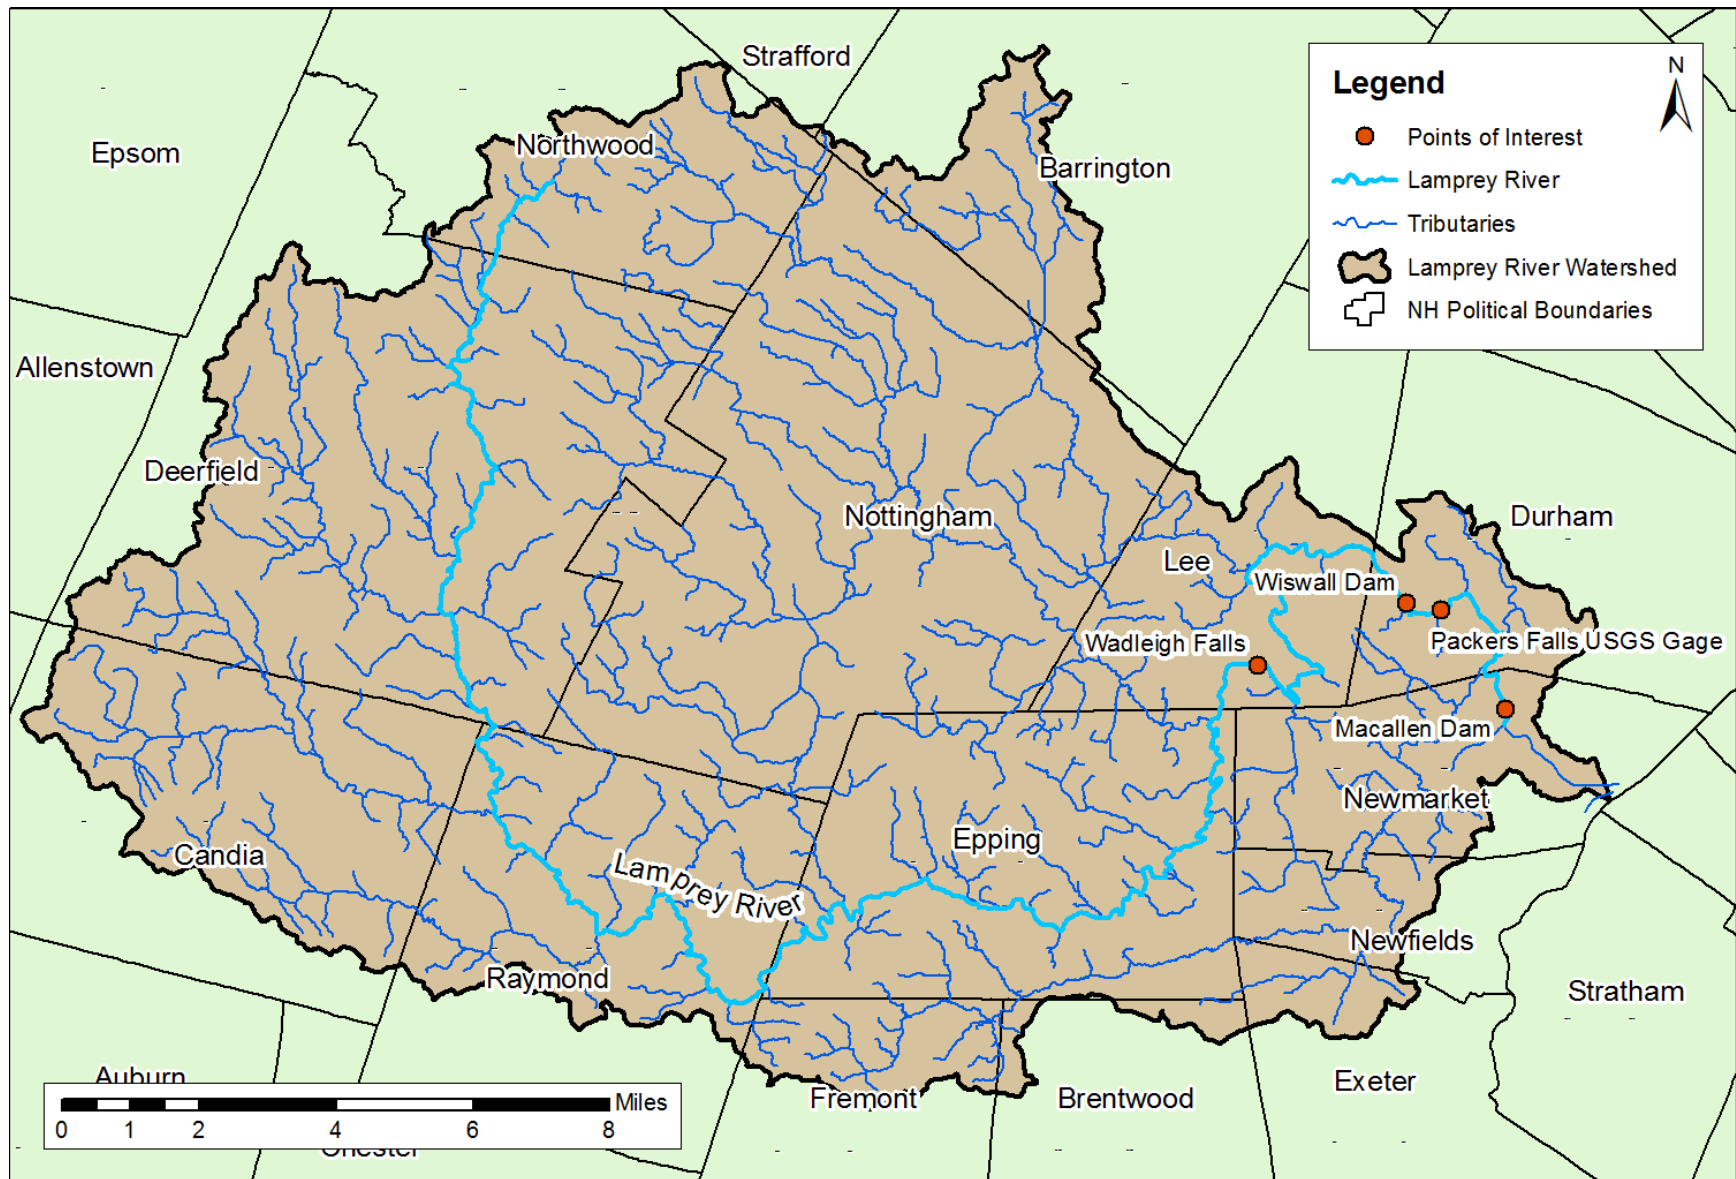 Strafford
Northwood
Epsom
Barrington
Legend
N
Points of Interest
Lamprey River
Tributaries
Lamprey River Watershed
NH Political Boundaries
Allenstown
Deerfield
Nottingham
Durham
Lee
Wiswall Dam
Wadleigh Falls
Packers Falls USGS Gage
Macallen Dam
Newmarket
Epping
Candia
Lamprey River
Newfields
Raymond
Stratham
Auburn
Exeter
Fremont
Brentwood
Miles
0 1 2 4 6 8
Chester